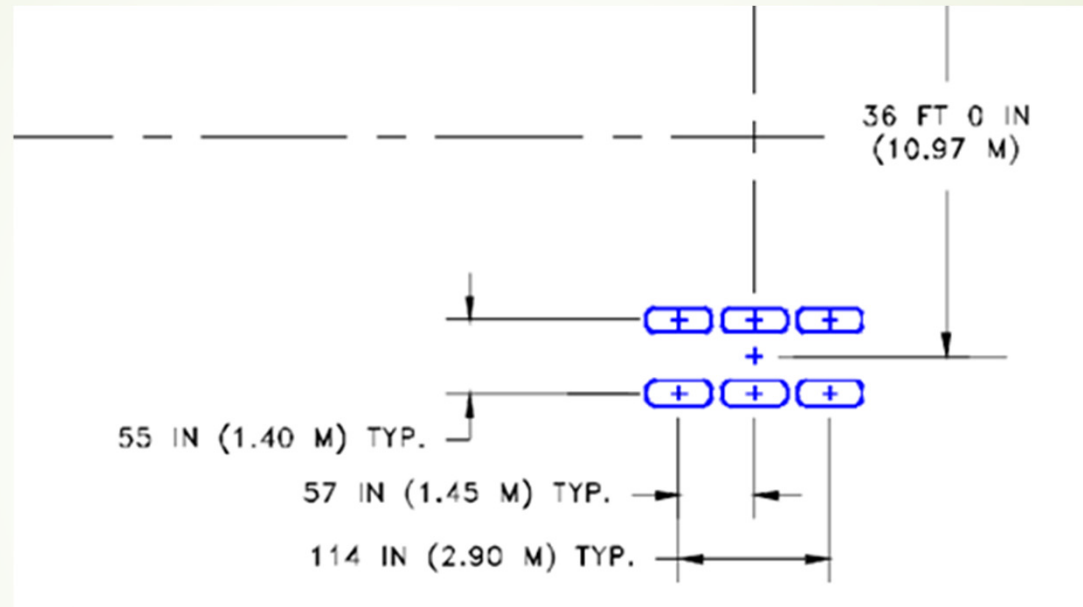 36 FT 0 IN
(10.97 M)
55 IN (1.40 M) TYP.
57 IN (1.45 M) TYP.
114 IN (2.90 M) TYP.